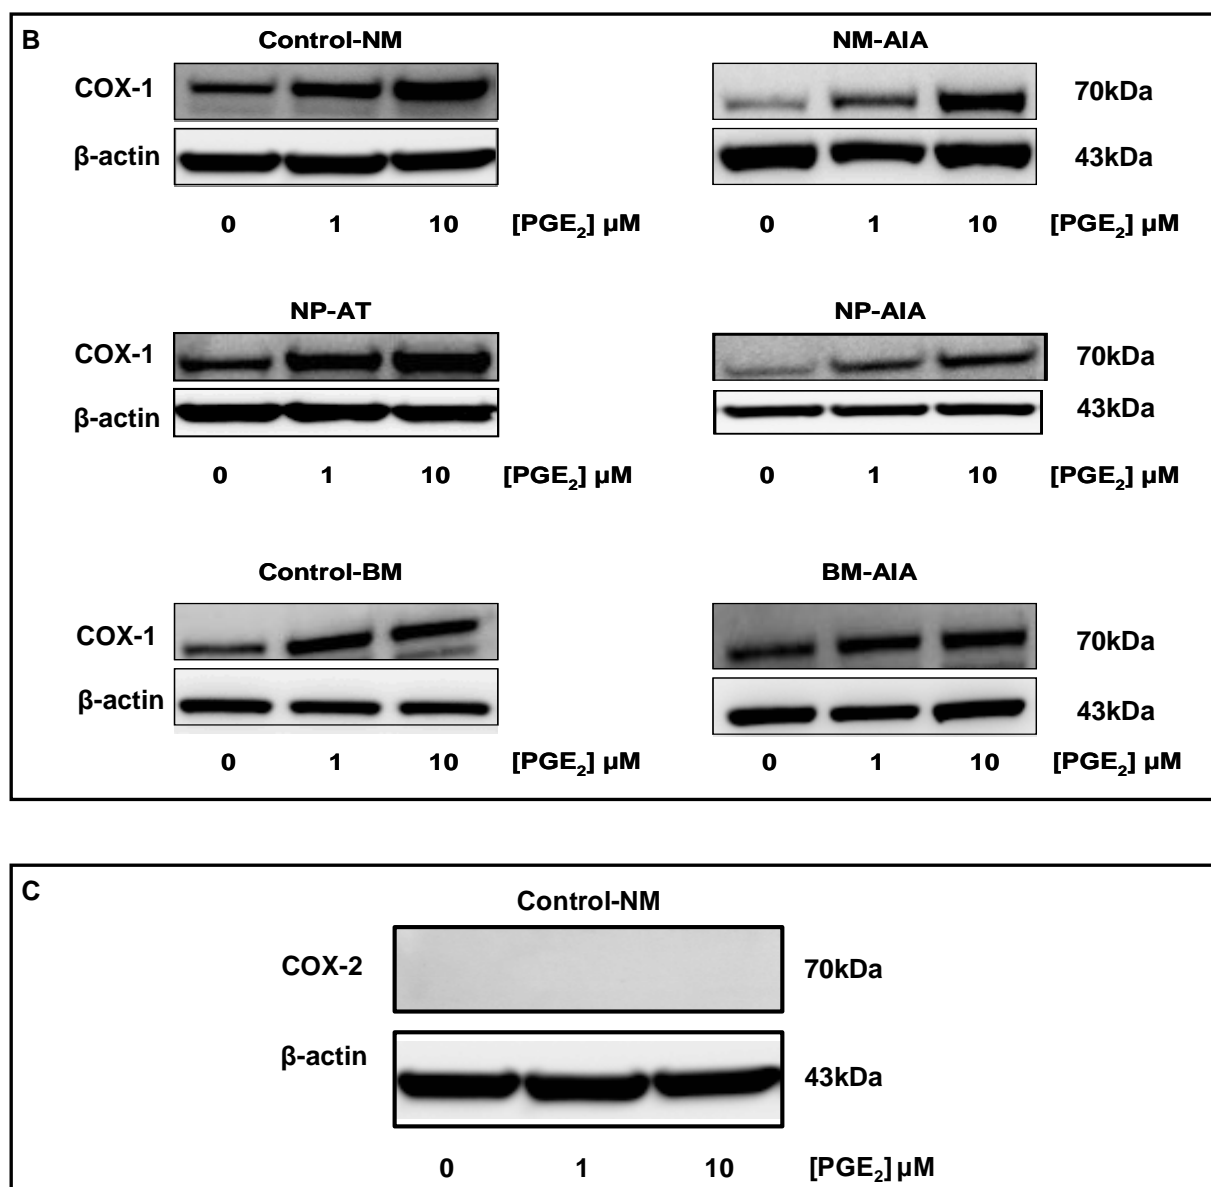 B
Control-NM
NM-AIA
COX-1
70kDa
β-actin
43kDa
0 1 10 [PGE₂] µM
0 1 10 [PGE₂] µM
NP-AT
NP-AIA
COX-1
70kDa
β-actin
43kDa
0 1 10 [PGE₂] µM
0 1 10 [PGE₂] µM
Control-BM
BM-AIA
COX-1
70kDa
β-actin
43kDa
0 1 10 [PGE₂] µM
0 1 10 [PGE₂] µM
C
Control-NM
COX-2
70kDa
β-actin
43kDa
0 1 10 [PGE₂] µM